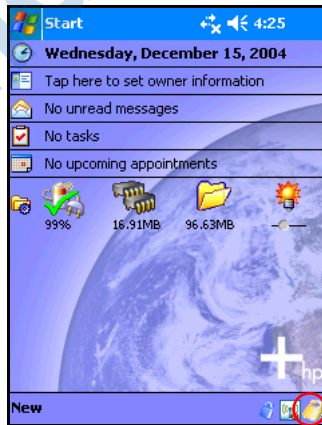 Start 4:25
Wednesday, December 15, 2004
Tap here to set owner information
No unread messages
No tasks
No upcoming appointments
99% 16.91MB 96.63MB
hp
New